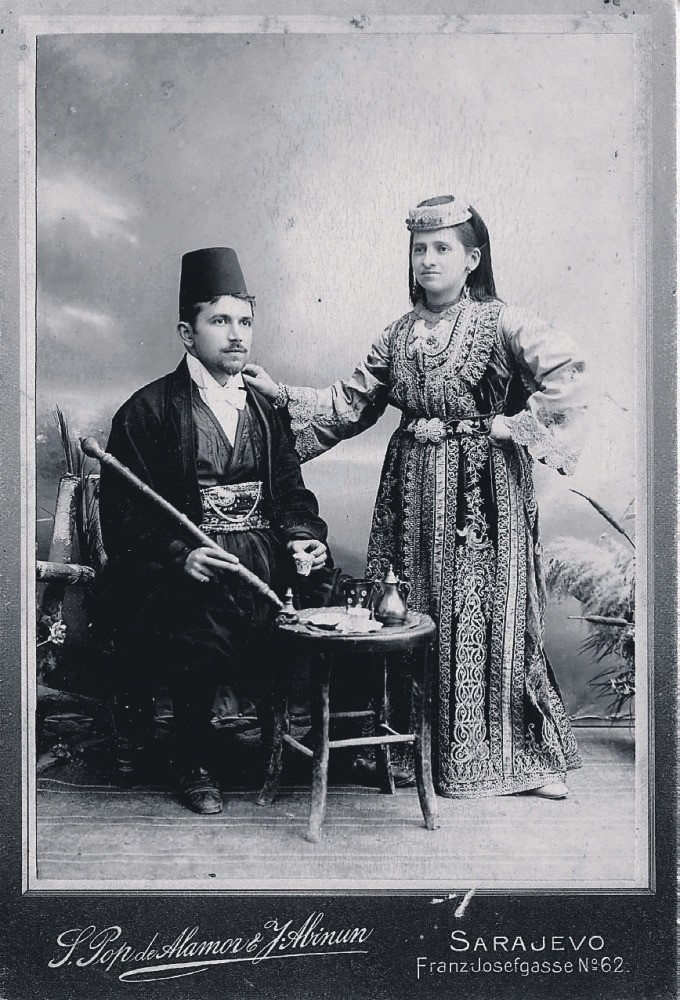 S. Pop de Alamor & J. Abinun
SARAJEVO
Franz Josefgasse No. 62.